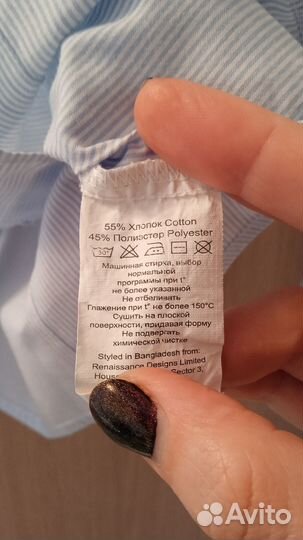 55% Хлопок Cotton
45% Полиэстер Polyester
30°
Машинная стирка, выбор
нормальной
программы при t°
не более указанной
Не отбеливать
Глажение при t° не более 150°C
Сушить на плоской
поверхности, придавая форму
Не подвергать
химической чистке
Styled in Bangladesh from:
Renaissance Designs Limited
Sector 3,
Avito